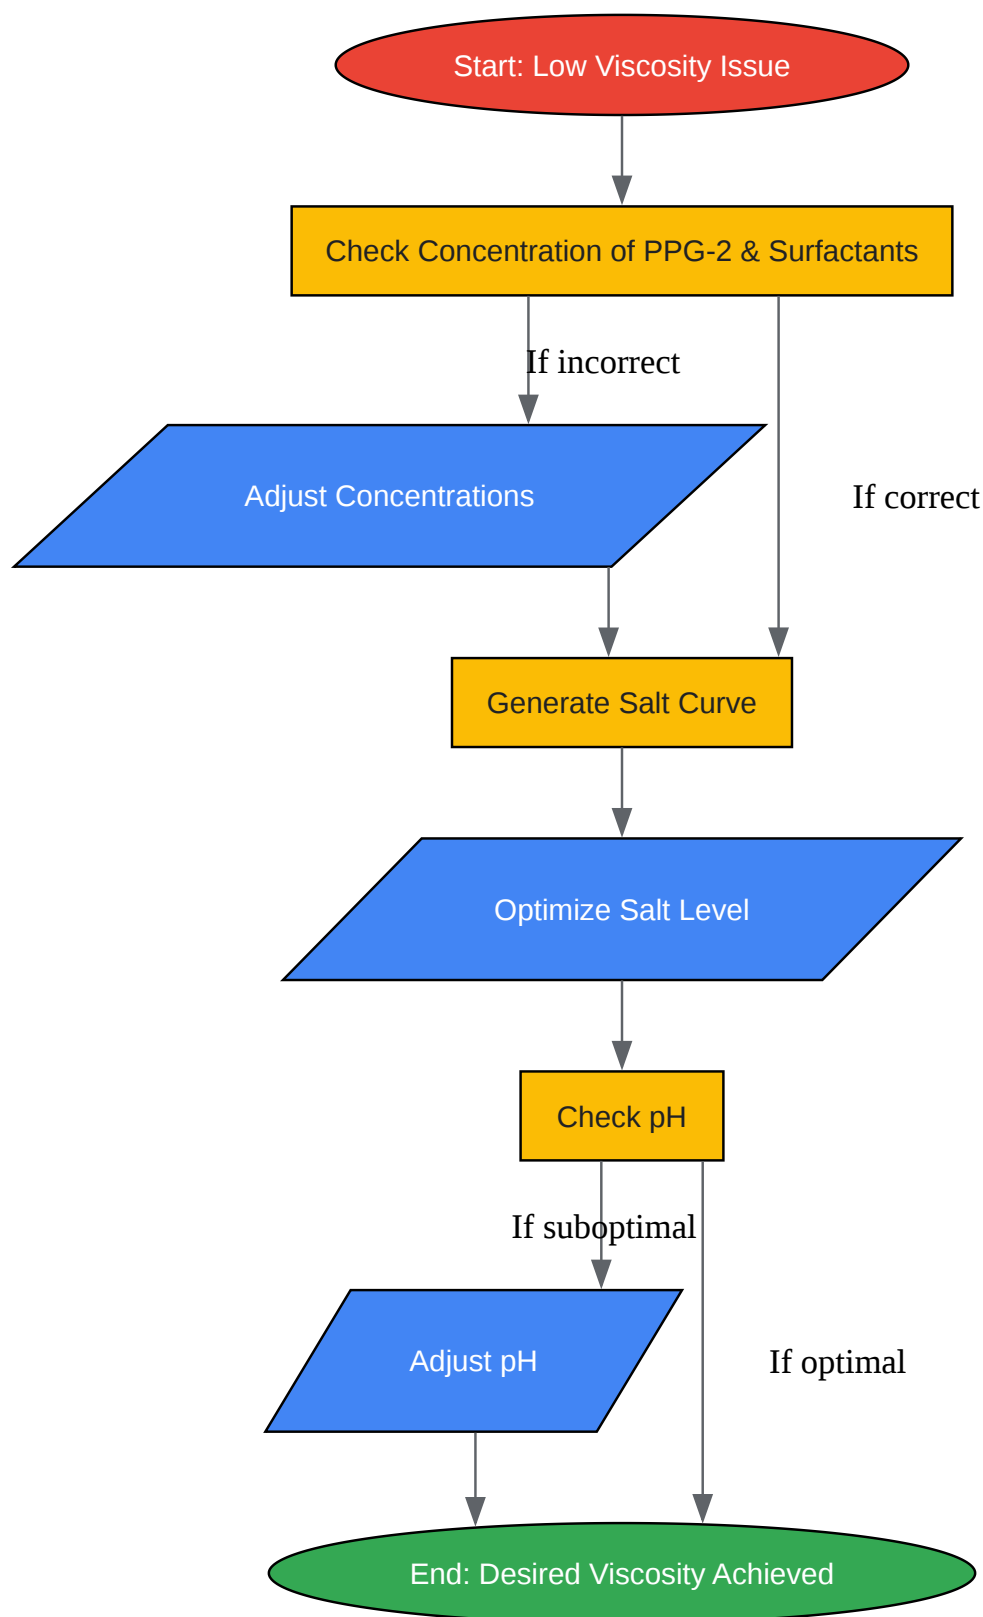 Start: Low Viscosity Issue
Check Concentration of PPG-2 & Surfactants
If incorrect
Adjust Concentrations
If correct
Generate Salt Curve
Optimize Salt Level
Check pH
If suboptimal
Adjust pH
If optimal
End: Desired Viscosity Achieved